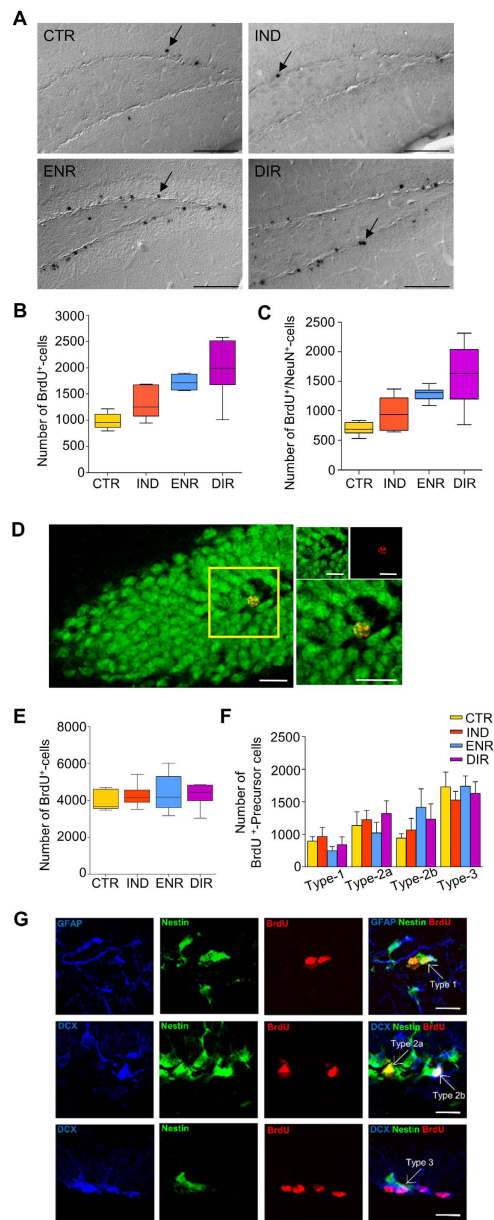 A
CTR
IND
ENR
DIR
B
Number of BrdU⁺-cells
3000
2500
2000
1500
1000
500
0
CTR IND ENR DIR
C
Number of BrdU⁺/NeuN⁺-cells
2500
2000
1500
1000
500
0
CTR IND ENR DIR
D
E
Number of BrdU⁺-cells
8000
6000
4000
2000
0
CTR IND ENR DIR
F
Number of
BrdU ⁺-Precursor cells
2500
2000
1500
1000
500
0
Type-1 Type-2a Type-2b Type-3
CTR
IND
ENR
DIR
G
GFAP
Nestin
BrdU
GFAP Nestin BrdU
Type 1
DCX
Nestin
BrdU
DCX Nestin BrdU
Type 2a
Type 2b
DCX
Nestin
BrdU
DCX Nestin BrdU
Type 3